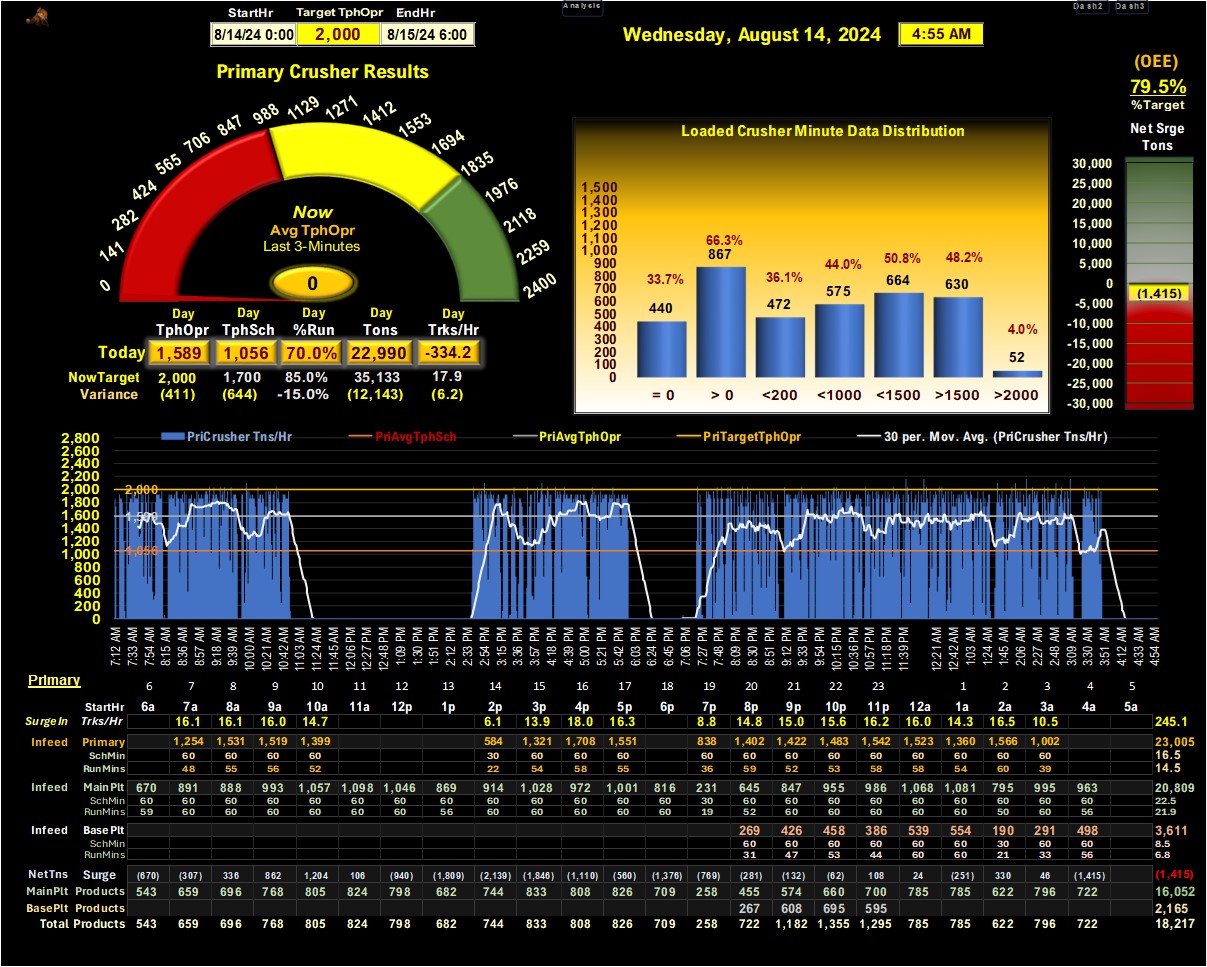 Analysis Dash2 Dash3
StartHr Target TphOpr EndHr
8/14/24 0:00 2,000 8/15/24 6:00
Wednesday, August 14, 2024 4:55 AM
(OEE)
79.5%
%Target
Primary Crusher Results
0 141 282 424 565 706 847 988 1129 1271 1412 1553 1694 1835 1976 2118 2259 2400
Now
Avg TphOpr
Last 3-Minutes
0
Day Day Day Day Day
TphOpr TphSch %Run Tons Trks/Hr
Today 1,589 1,056 70.0% 22,990 -334.2
NowTarget 2,000 1,700 85.0% 35,133 17.9
Variance (411) (644) -15.0% (12,143) (6.2)
Loaded Crusher Minute Data Distribution
1,500
1,400
1,300
1,200
1,100
1,000
900
800
700
600
500
400
300
200
100
0
33.7% 66.3% 36.1% 44.0% 50.8% 48.2% 4.0%
440 867 472 575 664 630 52
= 0 > 0 <200 <1000 <1500 >1500 >2000
Net Srge
Tons
30,000
25,000
20,000
15,000
10,000
5,000
0
(1,415)
-5,000
-10,000
-15,000
-20,000
-25,000
-30,000
PriCrusher Tns/Hr PriAvgTphSch PriAvgTphOpr PriTargetTphOpr 30 per. Mov. Avg. (PriCrusher Tns/Hr)
2,800
2,600
2,400
2,200
2,000
1,800
1,600
1,400
1,200
1,000
800
600
400
200
0
2,000
1,056
7:12 AM 7:33 AM 7:54 AM 8:15 AM 8:36 AM 8:57 AM 9:18 AM 9:39 AM 10:00 AM 10:21 AM 10:42 AM 11:03 AM 11:24 AM 11:45 AM 12:06 PM 12:27 PM 12:48 PM 1:09 PM 1:30 PM 1:51 PM 2:12 PM 2:33 PM 2:54 PM 3:15 PM 3:36 PM 3:57 PM 4:18 PM 4:39 PM 5:00 PM 5:21 PM 5:42 PM 6:03 PM 6:24 PM 6:45 PM 7:06 PM 7:27 PM 7:48 PM 8:09 PM 8:30 PM 8:51 PM 9:12 PM 9:33 PM 9:54 PM 10:15 PM 10:36 PM 10:57 PM 11:18 PM 11:39 PM 12:21 AM 12:42 AM 1:03 AM 1:24 AM 1:45 AM 2:06 AM 2:27 AM 2:48 AM 3:09 AM 3:30 AM 3:51 AM 4:12 AM 4:33 AM 4:54 AM
Primary
6 7 8 9 10 11 12 13 14 15 16 17 18 19 20 21 22 23 1 2 3 4 5
StartHr 6a 7a 8a 9a 10a 11a 12p 1p 2p 3p 4p 5p 6p 7p 8p 9p 10p 11p 12a 1a 2a 3a 4a 5a
SurgeIn Trks/Hr 16.1 16.1 16.0 14.7 6.1 13.9 18.0 16.3 8.8 14.8 15.0 15.6 16.2 16.0 14.3 16.5 10.5 245.1
Infeed Primary 1,254 1,531 1,519 1,399 584 1,321 1,708 1,551 838 1,402 1,422 1,483 1,542 1,523 1,360 1,566 1,002 23,005
SchMin 60 60 60 60 30 60 60 60 60 60 60 60 60 60 60 60 60 16.5
RunMins 48 55 56 52 22 54 58 55 36 59 52 53 58 58 54 60 39 14.5
Infeed MainPlt 670 891 888 993 1,057 1,098 1,046 869 914 1,028 972 1,001 816 231 645 847 955 986 1,068 1,081 795 995 963 20,809
SchMin 60 60 60 60 60 60 60 60 60 60 60 60 60 30 60 60 60 60 60 60 60 60 60 22.5
RunMins 59 60 60 60 60 60 60 56 60 60 60 60 60 19 52 60 60 60 60 60 50 60 56 21.9
Infeed Base Plt 269 426 458 386 539 554 190 291 498 3,611
SchMin 60 60 60 60 60 60 30 60 60 8.5
RunMins 31 47 53 44 60 60 21 33 56 6.8
NetTns Surge (670) (307) 336 862 1,204 106 (940) (1,809) (2,139) (1,846) (1,110) (560) (1,376) (769) (281) (132) (62) 108 24 (251) 330 46 (1,415) (1,415)
MainPlt Products 543 659 696 768 805 824 798 682 744 833 808 826 709 258 455 574 660 700 785 785 622 796 722 16,052
BasePlt Products 267 608 695 595 2,165
Total Products 543 659 696 768 805 824 798 682 744 833 808 826 709 258 722 1,182 1,355 1,295 785 785 622 796 722 18,217